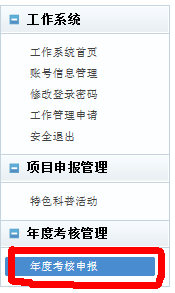 工作系统
工作系统首页
账号信息管理
修改登录密码
工作管理申请
安全退出
项目申报管理
特色科普活动
年度考核管理
年度考核申报